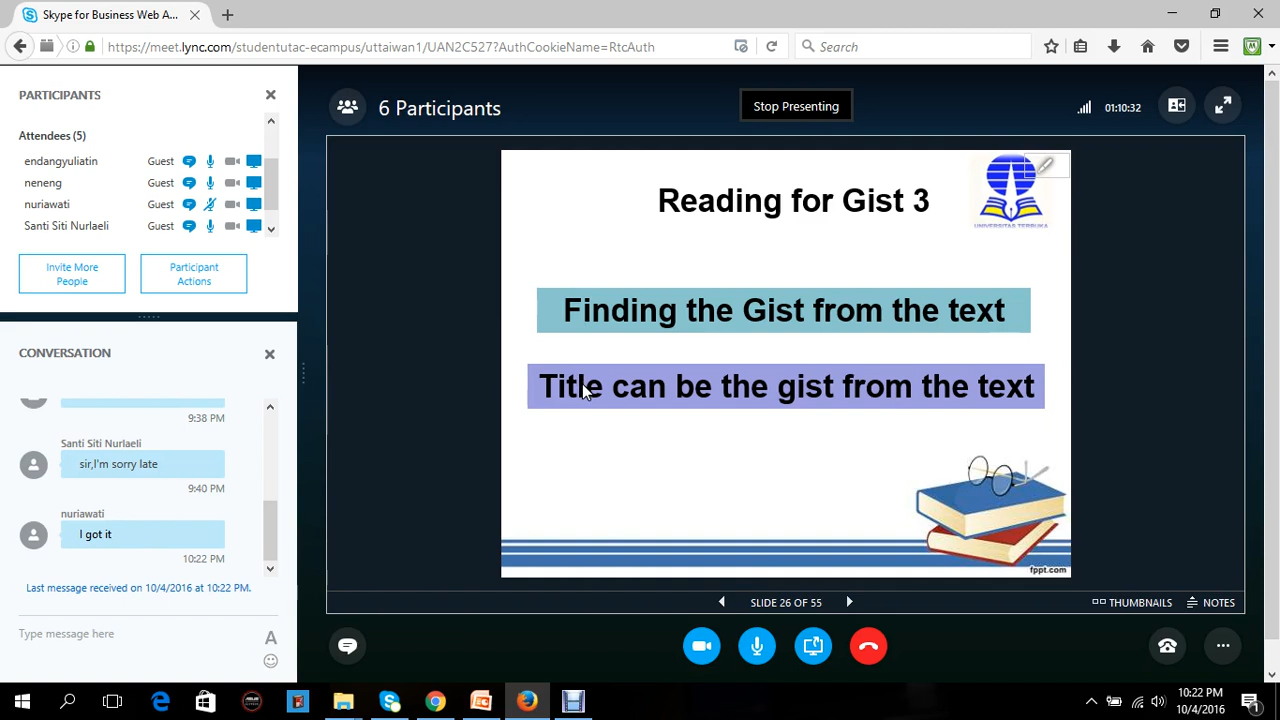 Skype for Business Web A...
https://meet.lync.com/studentutac-ecampus/uttaiwan1/UAN2C527?AuthCookieName=RtcAuth
Search
PARTICIPANTS
6 Participants
Stop Presenting
01:10:32
Attendees (5)
endangyuliatin Guest
neneng Guest
nuriawati Guest
Santi Siti Nurlaeli Guest
Invite More People
Participant Actions
CONVERSATION
9:38 PM
Santi Siti Nurlaeli
sir,I'm sorry late
9:40 PM
nuriawati
I got it
10:22 PM
Last message received on 10/4/2016 at 10:22 PM.
Type message here
A
Reading for Gist 3
UNIVERSITAS TERBUKA
Finding the Gist from the text
Title can be the gist from the text
fppt.com
SLIDE 26 OF 55
THUMBNAILS
NOTES
10:22 PM
10/4/2016